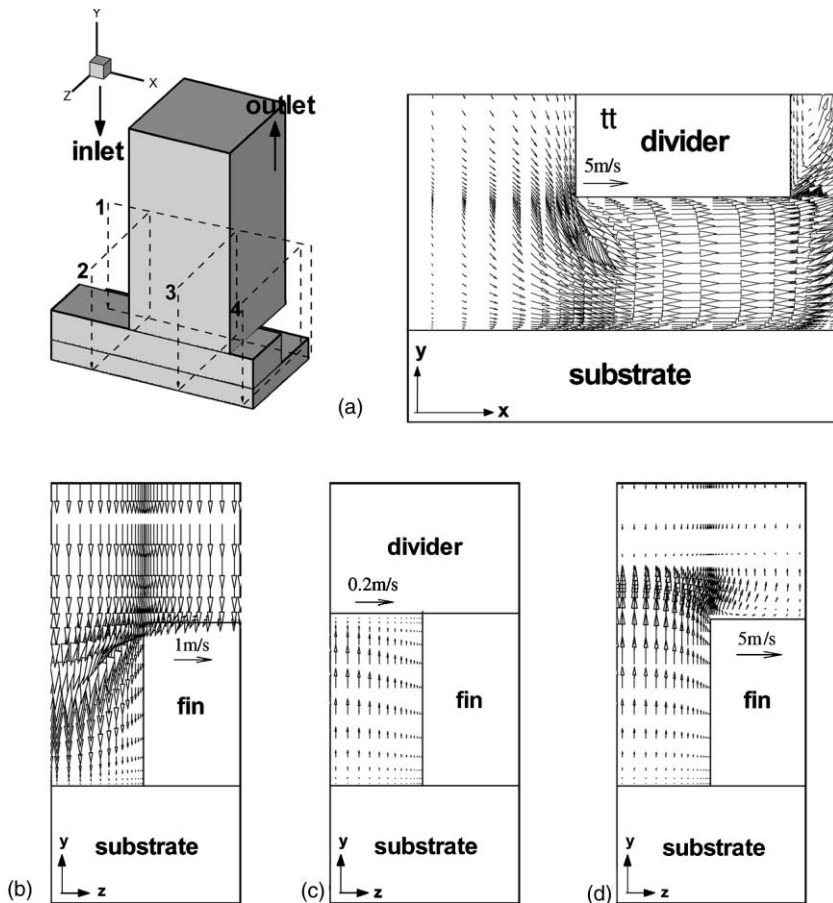 Y
X
Z
outlet
inlet
1
2
3
4
tt
divider
5m/s
y
substrate
x
(a)
1m/s
fin
substrate
y
z
(b)
divider
0.2m/s
fin
substrate
y
z
(c)
5m/s
fin
substrate
y
z
(d)